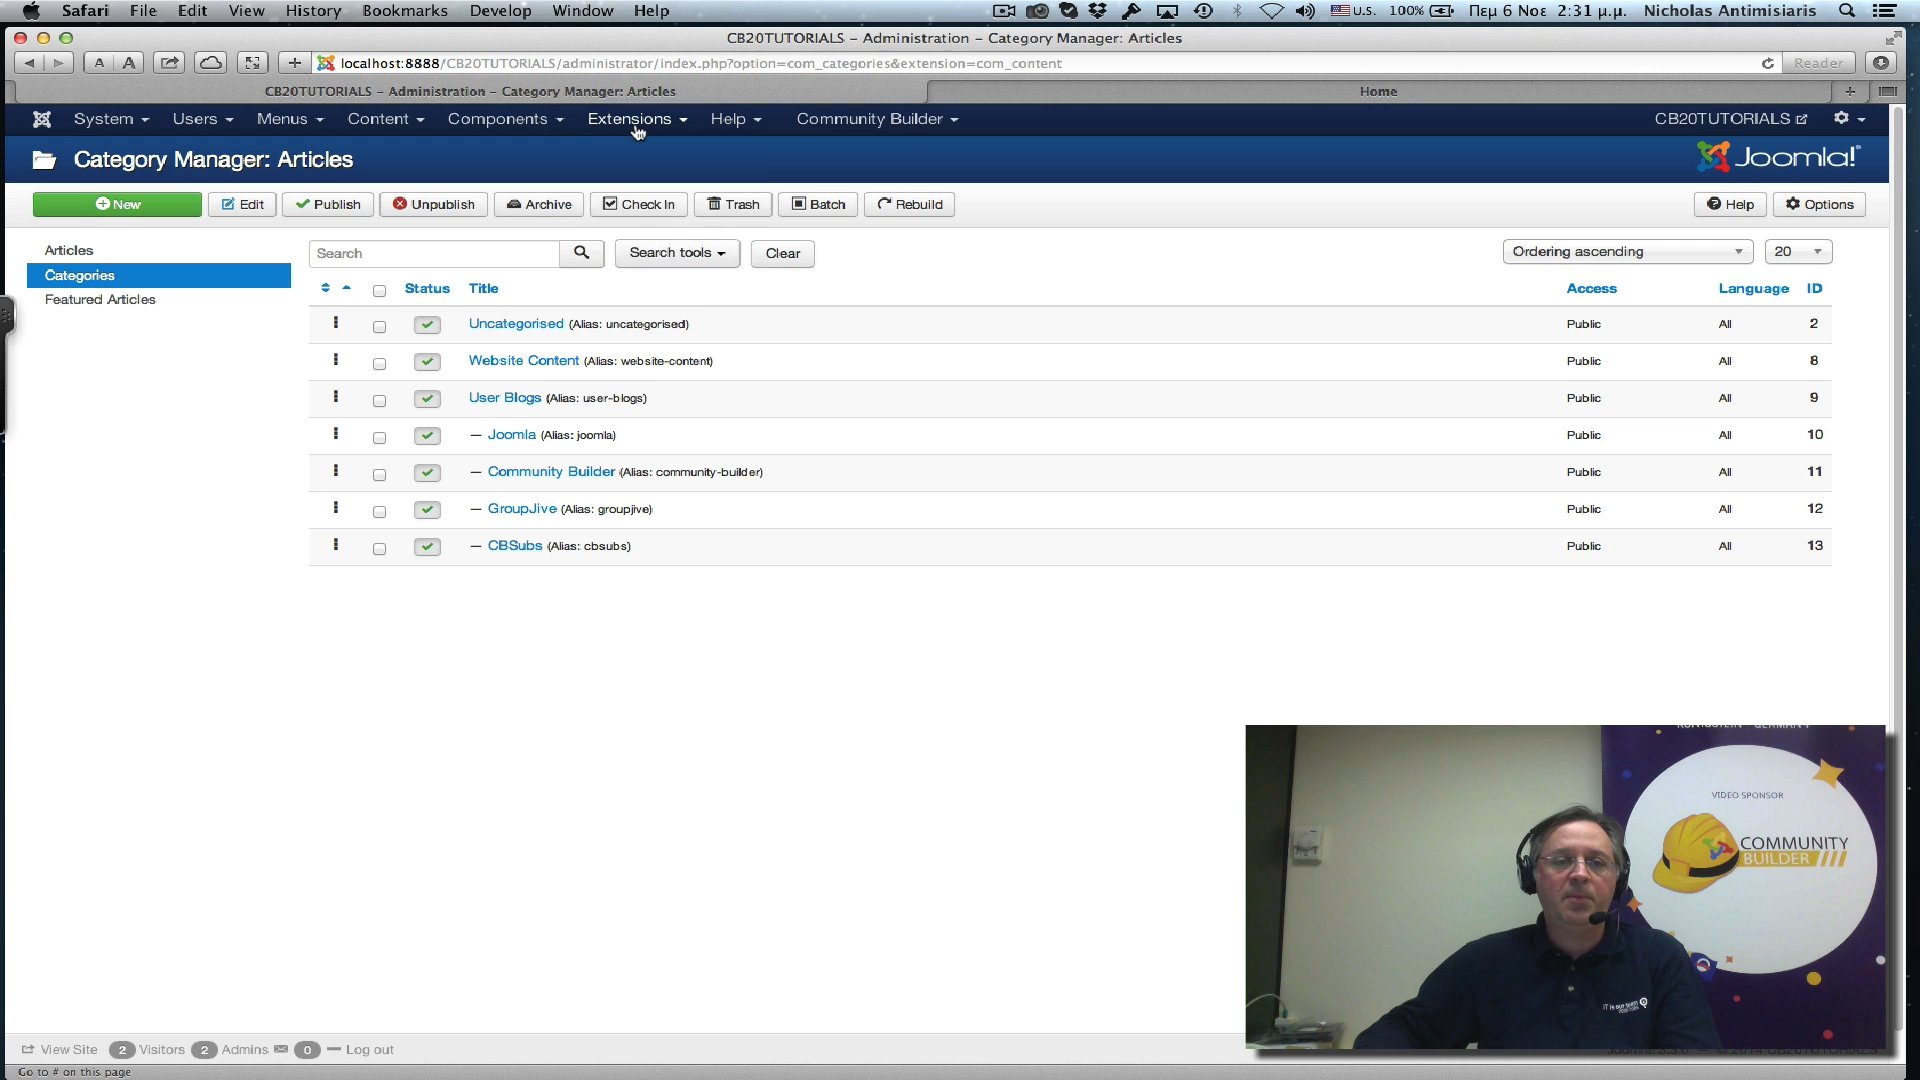 Safari File Edit View History Bookmarks Develop Window Help U.S. 100% Πεμ 6 Νοε 2:31 μ.μ. Nicholas Antimisiaris
CB20TUTORIALS – Administration – Category Manager: Articles
A A + localhost:8888/CB20TUTORIALS/administrator/index.php?option=com_categories&extension=com_content Reader
CB20TUTORIALS – Administration – Category Manager: Articles Home +
System Users Menus Content Components Extensions Help Community Builder CB20TUTORIALS
Category Manager: Articles Joomla!
New Edit Publish Unpublish Archive Check In Trash Batch Rebuild Help Options
Articles
Categories
Featured Articles
Search Search tools Clear Ordering ascending 20
Status Title Access Language ID
Uncategorised (Alias: uncategorised) Public All 2
Website Content (Alias: website-content) Public All 8
User Blogs (Alias: user-blogs) Public All 9
— Joomla (Alias: joomla) Public All 10
— Community Builder (Alias: community-builder) Public All 11
— GroupJive (Alias: groupjive) Public All 12
— CBSubs (Alias: cbsubs) Public All 13
VIDEO SPONSOR
COMMUNITY
BUILDER
View Site 2 Visitors 2 Admins 0 Log out
Go to # on this page